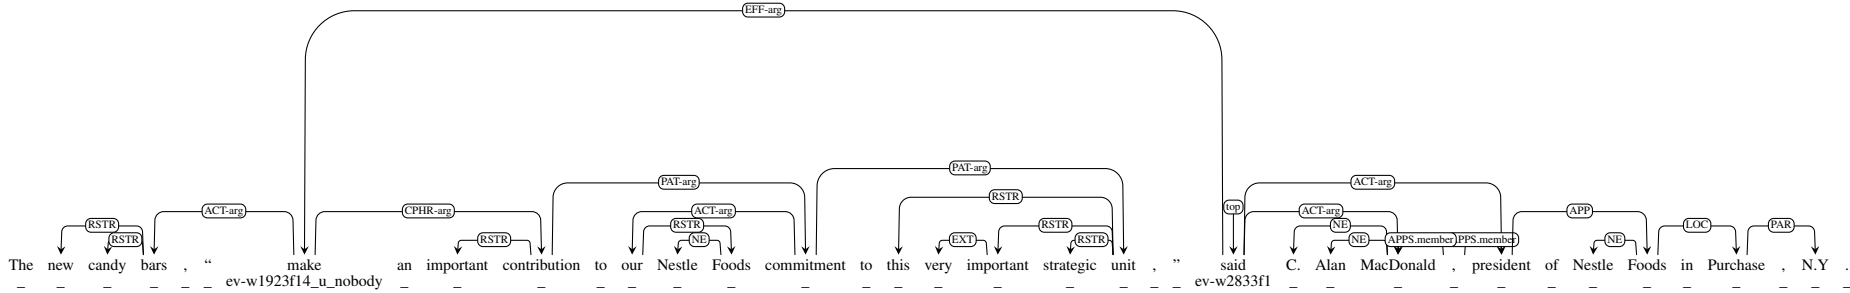 EFF-arg
PAT-arg
PAT-arg ACT-arg
RSTR top
ACT-arg CPHR-arg ACT-arg ACT-arg APP
RSTR RSTR RSTR NE LOC PAR
RSTR RSTR NE EXT RSTR NE APPS.member PPS.member NE
The new candy bars , “ make an important contribution to our Nestle Foods commitment to this very important strategic unit , ” said C. Alan MacDonald , president of Nestle Foods in Purchase , N.Y .
_ _ _ _ _ _ ev-w1923f14_u_nobody _ _ _ _ _ _ _ _ _ _ _ _ _ _ _ _ ev-w2833f1 _ _ _ _ _ _ _ _ _ _ _ _ _